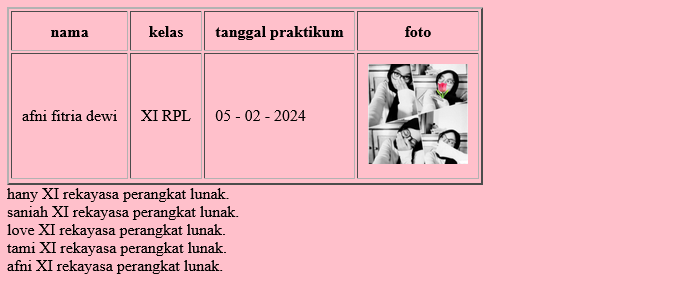 nama kelas tanggal praktikum foto
afni fitria dewi XI RPL 05 - 02 - 2024
hany XI rekayasa perangkat lunak.
saniah XI rekayasa perangkat lunak.
love XI rekayasa perangkat lunak.
tami XI rekayasa perangkat lunak.
afni XI rekayasa perangkat lunak.